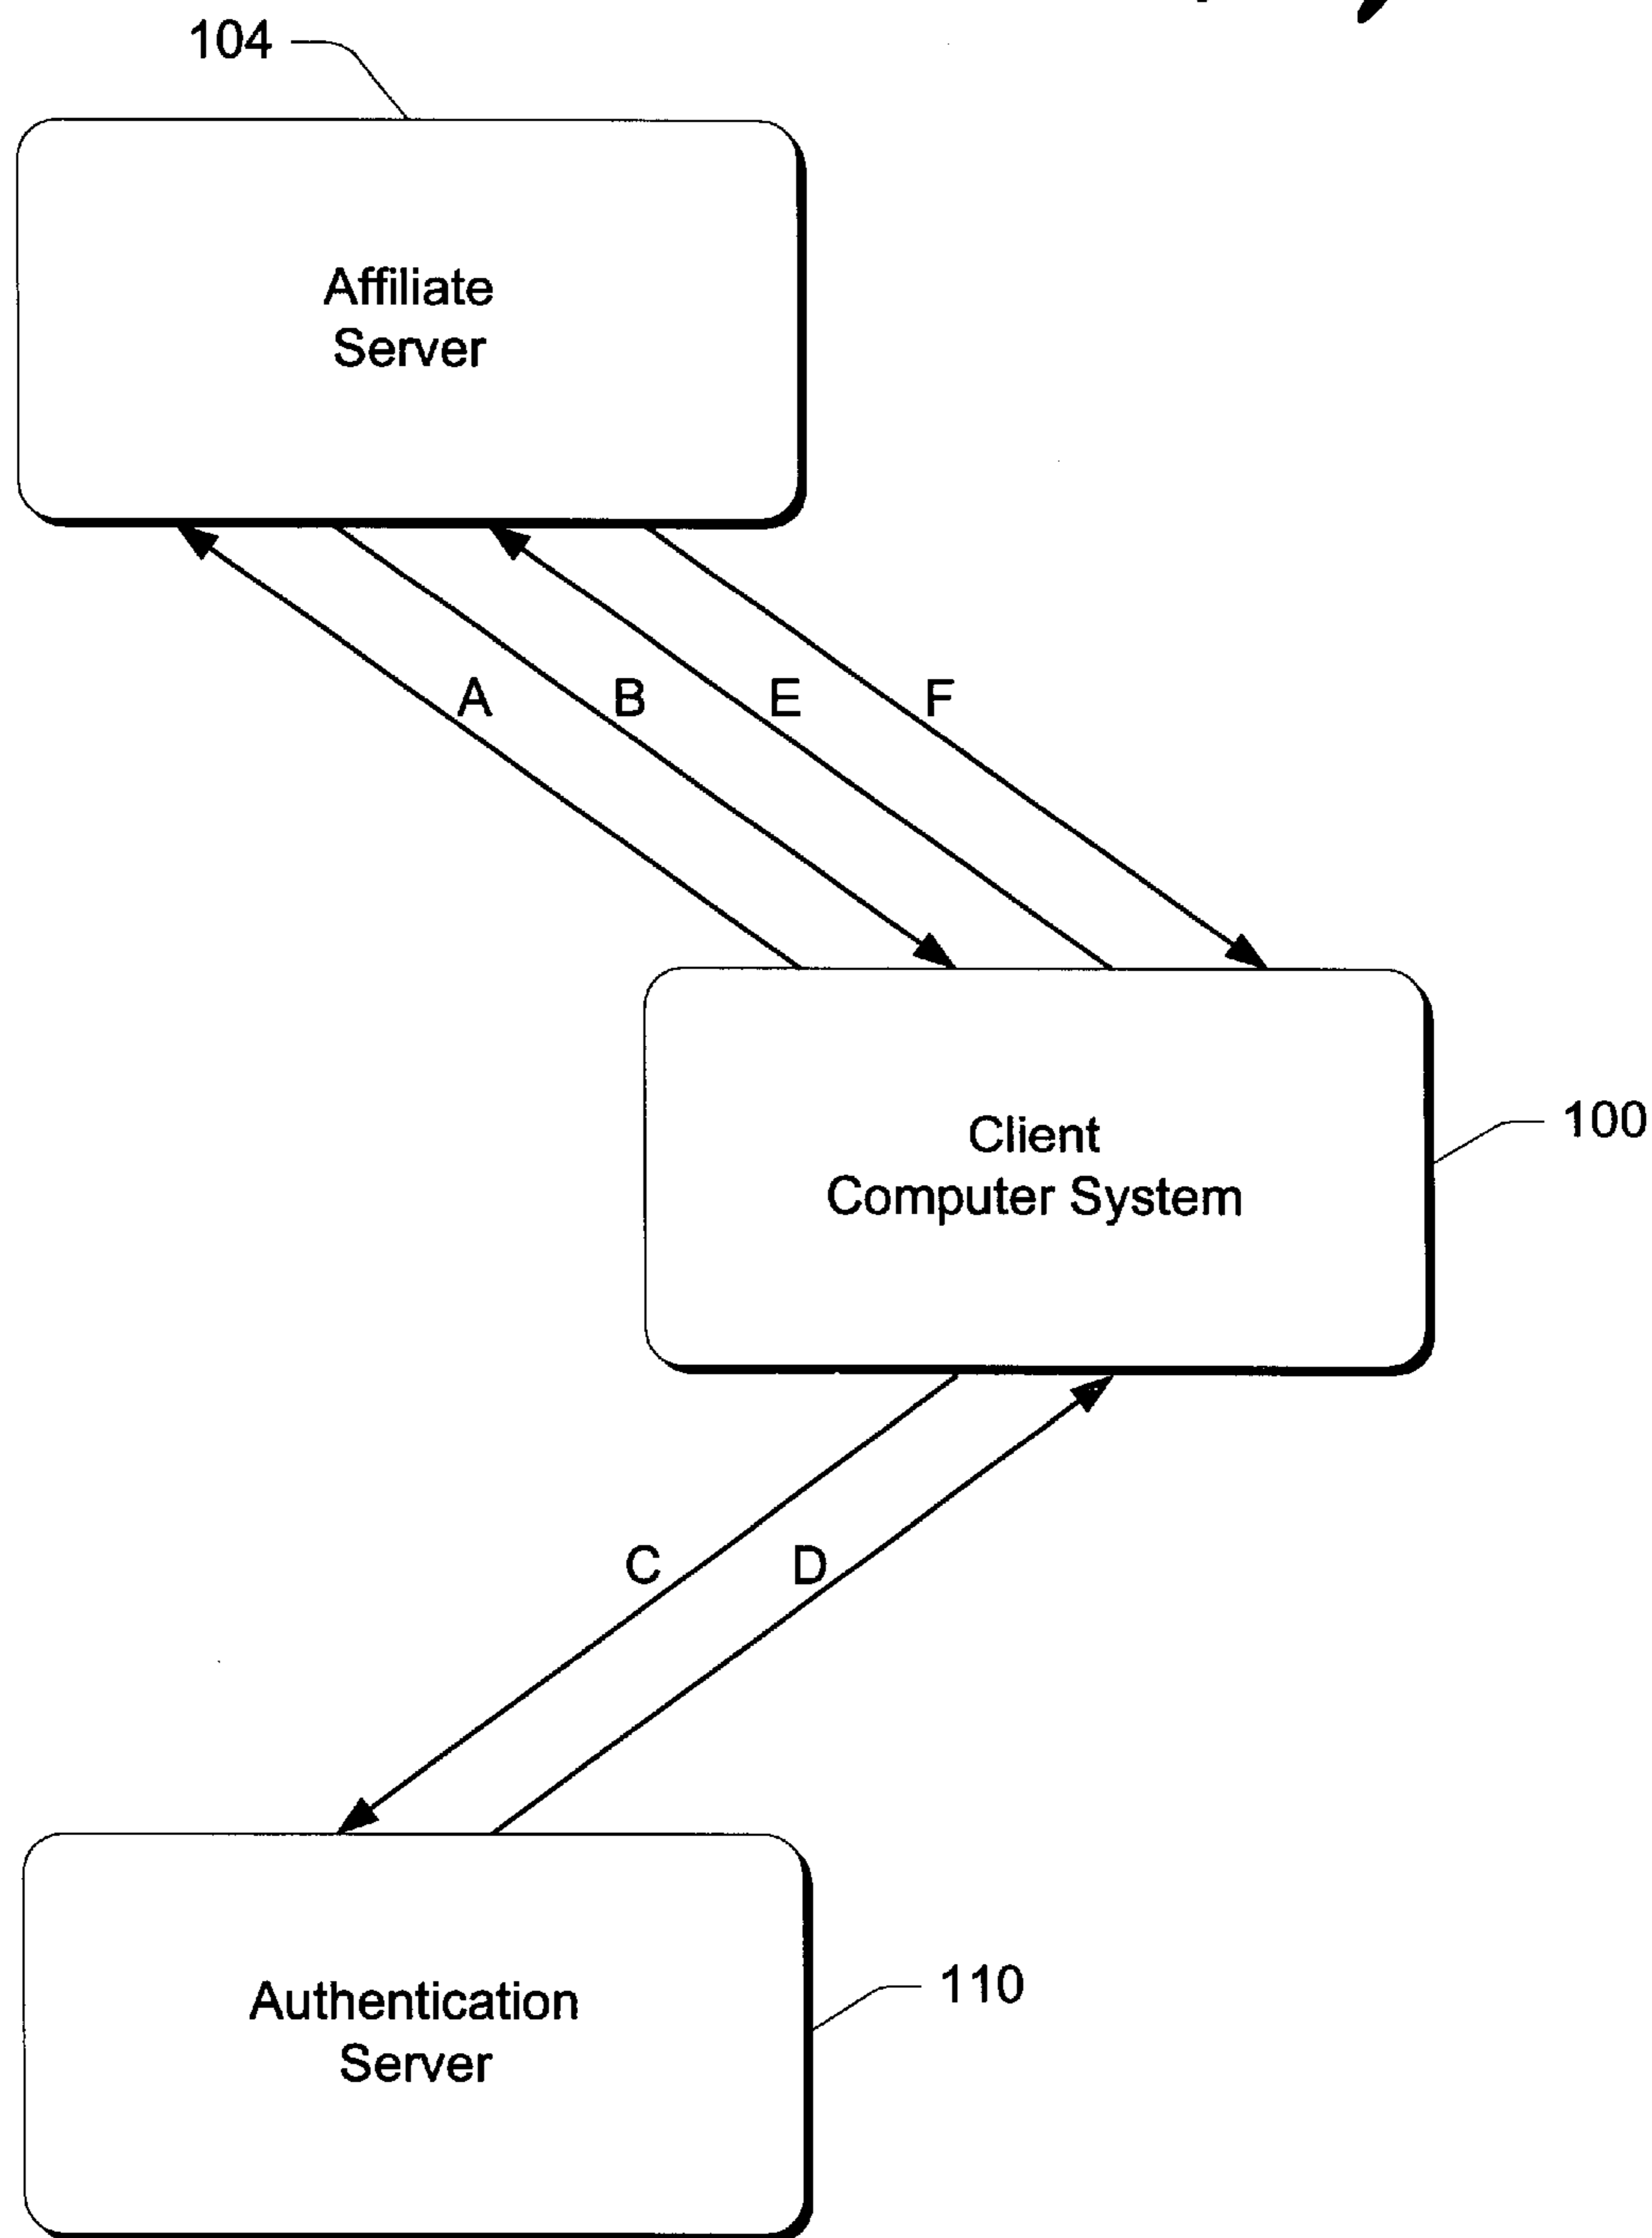 104
Affiliate
Server
A
B
E
F
Client
Computer System
100
C
D
Authentication
Server
110